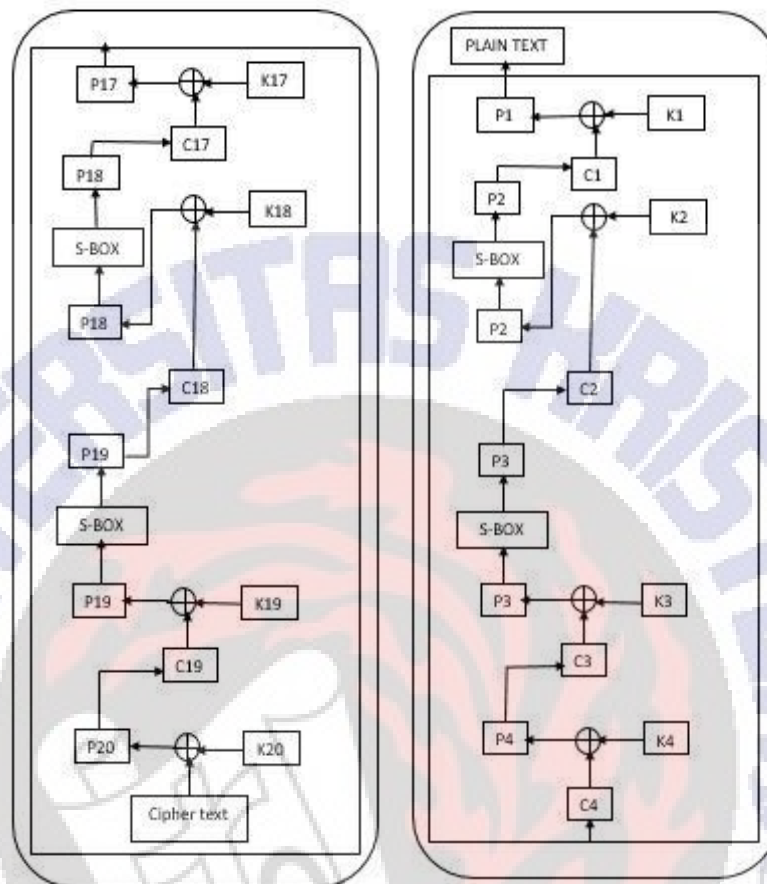 P17
K17
C17
P18
K18
S-BOX
P18
C18
P19
S-BOX
P19
K19
C19
P20
K20
Cipher text
PLAIN TEXT
P1
K1
C1
P2
K2
S-BOX
P2
C2
P3
S-BOX
P3
K3
C3
P4
K4
C4